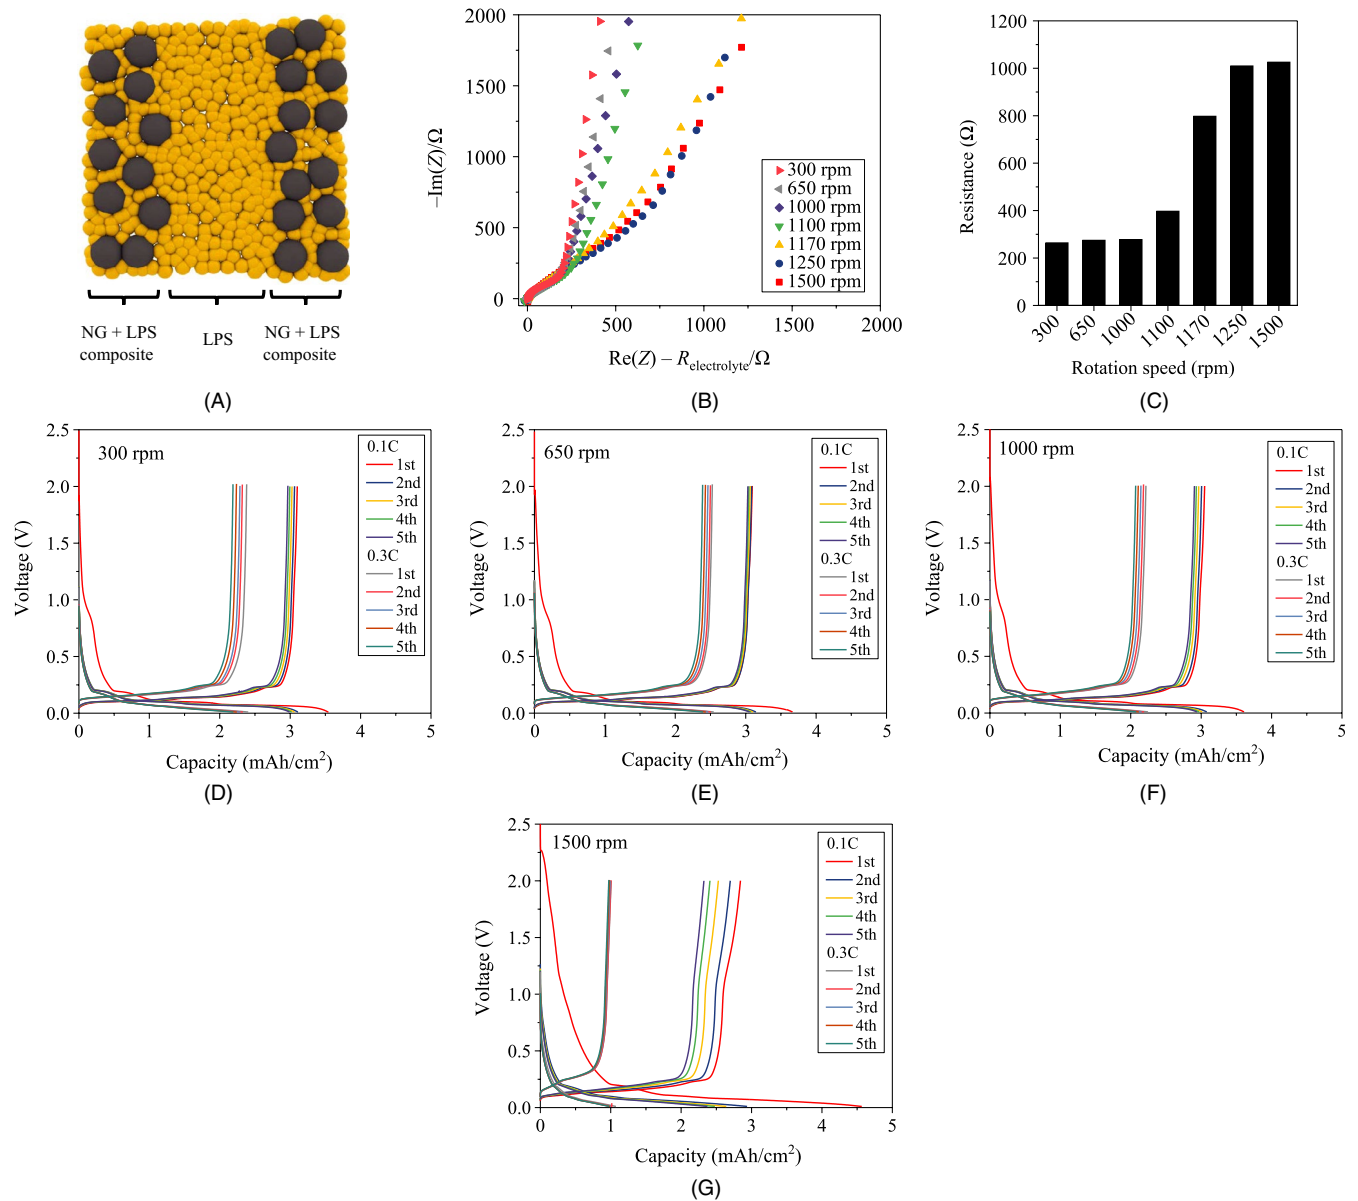 NG + LPS
composite
LPS
NG + LPS
composite
(A)
−Im(Z)/Ω
2000
1500
1000
500
0
300 rpm
650 rpm
1000 rpm
1100 rpm
1170 rpm
1250 rpm
1500 rpm
0 250 500 750 1000 1250 2000
Re(Z) − Relectrolyte/Ω
(B)
Resistance (Ω)
1200
1000
800
600
400
200
0
300 650 1000 1100 1170 1250 1500
Rotation speed (rpm)
(C)
Voltage (V)
2.5
2.0
1.5
1.0
0.5
0.0
300 rpm
0.1C
1st
2nd
3rd
4th
5th
0.3C
1st
2nd
3rd
4th
5th
0 1 2 3 4 5
Capacity (mAh/cm²)
(D)
Voltage (V)
2.5
2.0
1.5
1.0
0.5
0.0
650 rpm
0.1C
1st
2nd
3rd
4th
5th
0.3C
1st
2nd
3rd
4th
5th
0 1 2 3 4 5
Capacity (mAh/cm²)
(E)
Voltage (V)
2.5
2.0
1.5
1.0
0.5
0.0
1000 rpm
0.1C
1st
2nd
3rd
4th
5th
0.3C
1st
2nd
3rd
4th
5th
0 1 2 3 4 5
Capacity (mAh/cm²)
(F)
Voltage (V)
2.5
2.0
1.5
1.0
0.5
0.0
1500 rpm
0.1C
1st
2nd
3rd
4th
5th
0.3C
1st
2nd
3rd
4th
5th
0 1 2 3 4 5
Capacity (mAh/cm²)
(G)